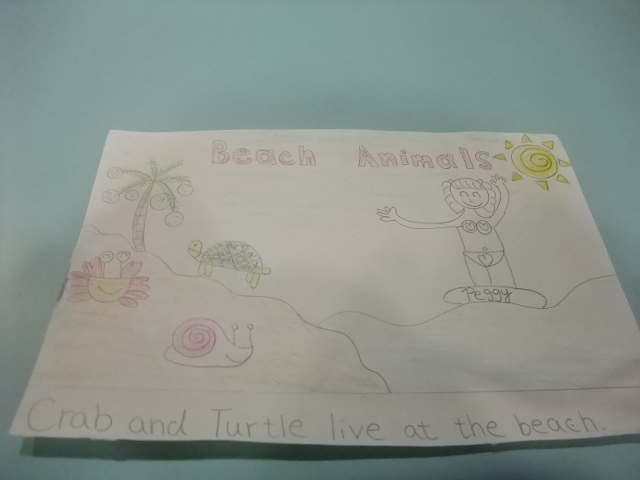 Beach Animals
Peggy
Crab and Turtle live at the beach.